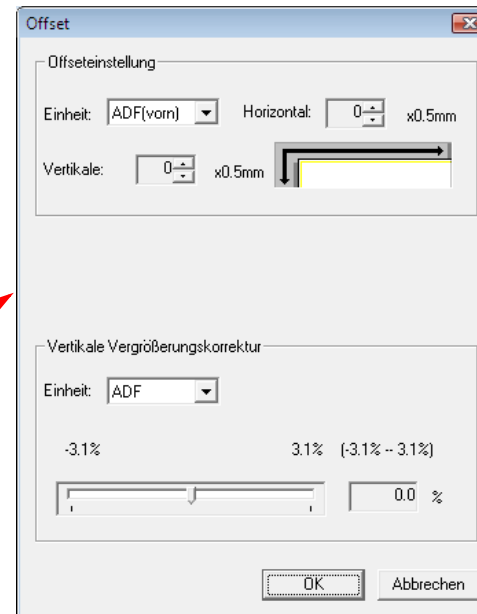 Offset
Offseteinstellung
Einheit: ADF(vorn) Horizontal: 0 x0.5mm
Vertikale: 0 x0.5mm
Vertikale Vergrößerungskorrektur
Einheit: ADF
-3.1% 3.1% (-3.1% -- 3.1%)
0.0 %
OK Abbrechen